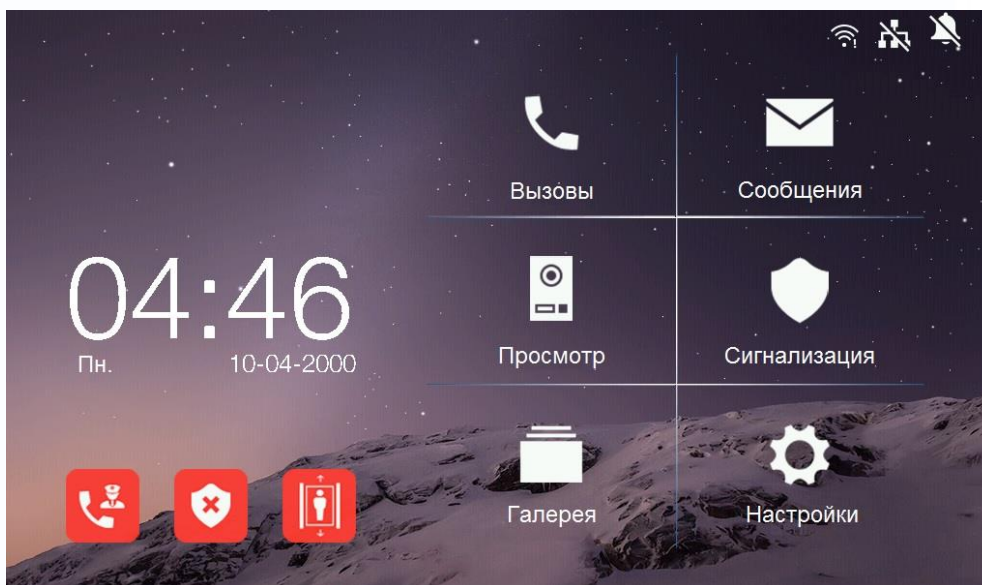 Вызовы
Сообщения
04:46
Пн. 10-04-2000
Просмотр
Сигнализация
Галерея
Настройки